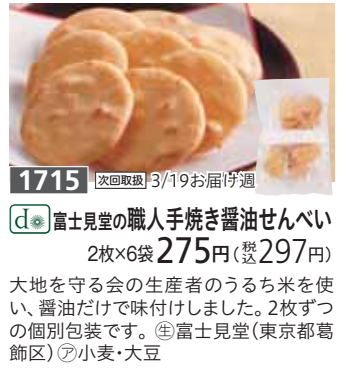 1715 次回取扱 3/19お届け週
d 富士見堂の職人手焼き醤油せんべい
2枚×6袋275円(税込297円)
大地を守る会の生産者のうるち米を使
い、醤油だけで味付けしました。2枚ずつ
の個別包装です。㊓富士見堂(東京都葛
飾区)㋐小麦・大豆